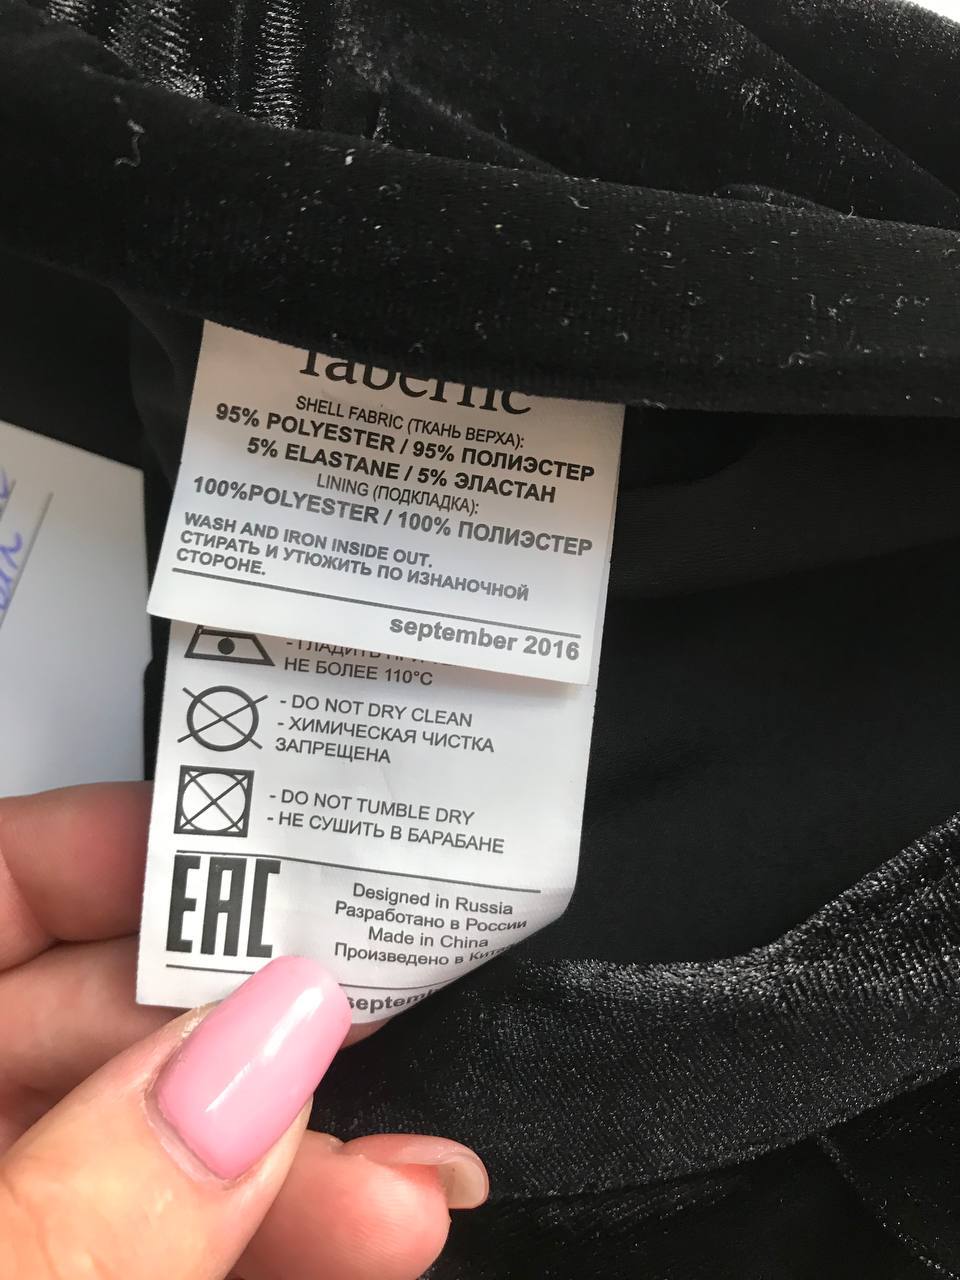 faberlic
SHELL FABRIC (ТКАНЬ ВЕРХА):
95% POLYESTER / 95% ПОЛИЭСТЕР
5% ELASTANE / 5% ЭЛАСТАН
LINING (ПОДКЛАДКА):
100%POLYESTER / 100% ПОЛИЭСТЕР
WASH AND IRON INSIDE OUT.
СТИРАТЬ И УТЮЖИТЬ ПО ИЗНАНОЧНОЙ
СТОРОНЕ.
september 2016
НЕ БОЛЕЕ 110°C
- DO NOT DRY CLEAN
- ХИМИЧЕСКАЯ ЧИСТКА
ЗАПРЕЩЕНА
- DO NOT TUMBLE DRY
- НЕ СУШИТЬ В БАРАБАНЕ
EAC
Designed in Russia
Разработано в России
Made in China
Произведено в